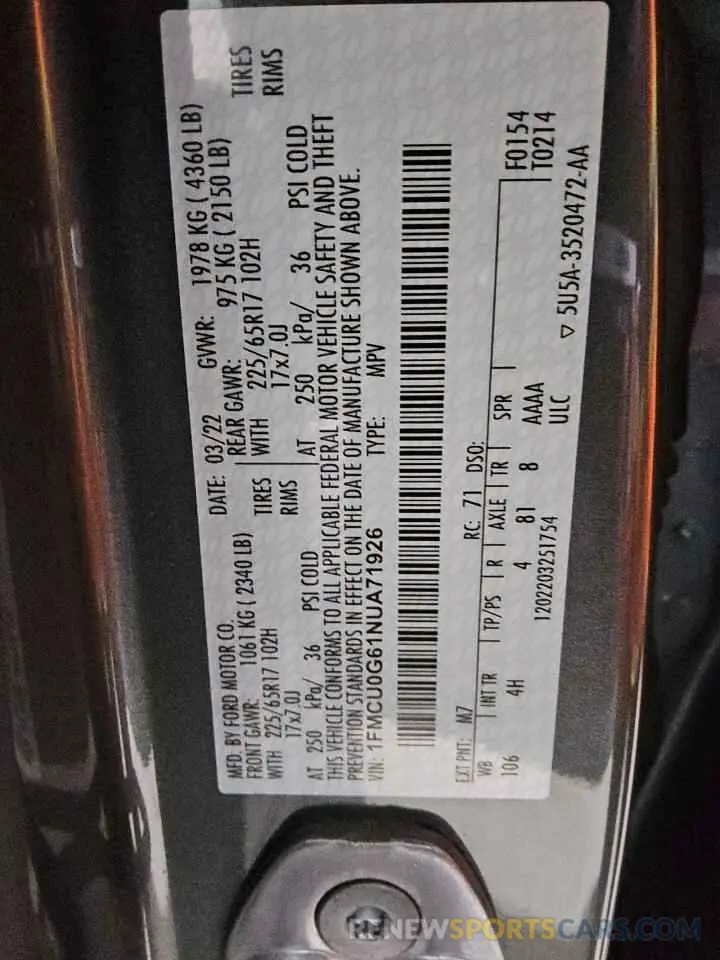 MFD. BY FORD MOTOR CO.
DATE: 03/22 GVWR: 1978 KG ( 4360 LB)
FRONT GAWR: 1061 KG ( 2340 LB)
REAR GAWR: 975 KG ( 2150 LB)
WITH 225/65R17 102H TIRES
WITH 225/65R17 102H TIRES
17x7.0J RIMS
17x7.0J RIMS
AT 250 kPa/ 36 PSI COLD
AT 250 kPa/ 36 PSI COLD
THIS VEHICLE CONFORMS TO ALL APPLICABLE FEDERAL MOTOR VEHICLE SAFETY AND THEFT
PREVENTION STANDARDS IN EFFECT ON THE DATE OF MANUFACTURE SHOWN ABOVE.
VIN: 1FMCU0G61NUA71926 TYPE: MPV
EXT PNT: M7 RC: 71 DSO:
WB INT TR TP/PS R AXLE TR SPR F0154
106 4H 4 81 8 AAAA T0214
1202203251754 ULC
▽ 5U5A-3520472-AA
RENEWSPORTSCARS.COM